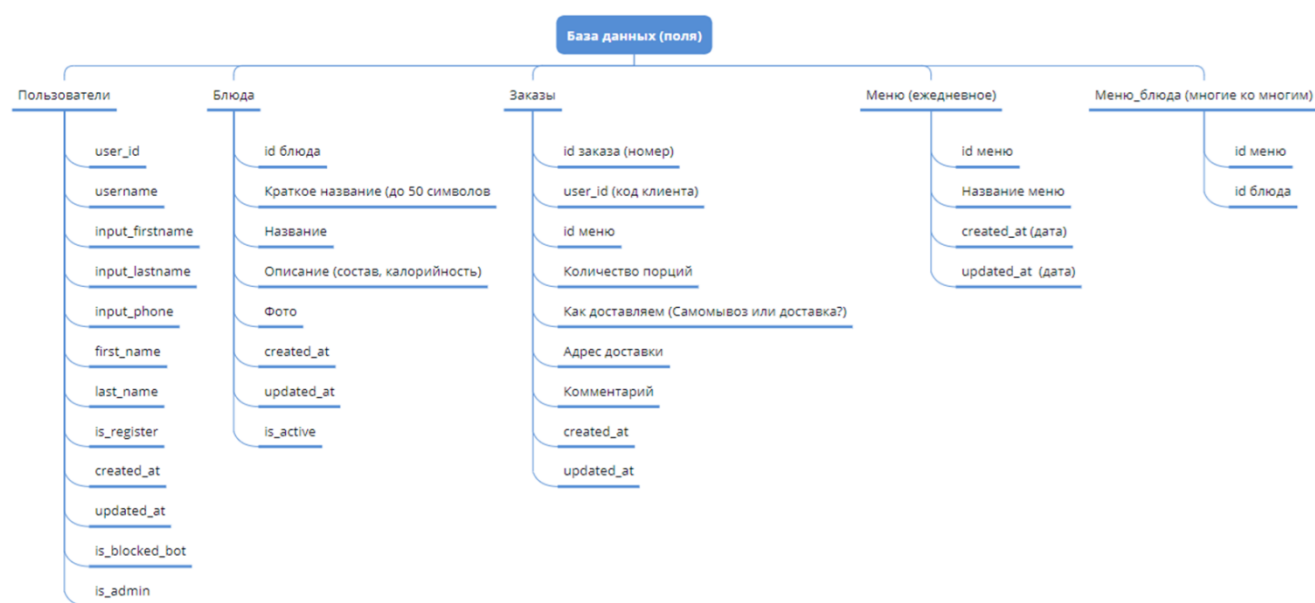 База данных (поля)
Пользователи
user_id
username
input_firstname
input_lastname
input_phone
first_name
last_name
is_register
created_at
updated_at
is_blocked_bot
is_admin
Блюда
id блюда
Краткое название (до 50 символов
Название
Описание (состав, калорийность)
Фото
created_at
updated_at
is_active
Заказы
id заказа (номер)
user_id (код клиента)
id меню
Количество порций
Как доставляем (Самомывоз или доставка?)
Адрес доставки
Комментарий
created_at
updated_at
Меню (ежедневное)
id меню
Название меню
created_at (дата)
updated_at (дата)
Меню_блюда (многие ко многим)
id меню
id блюда